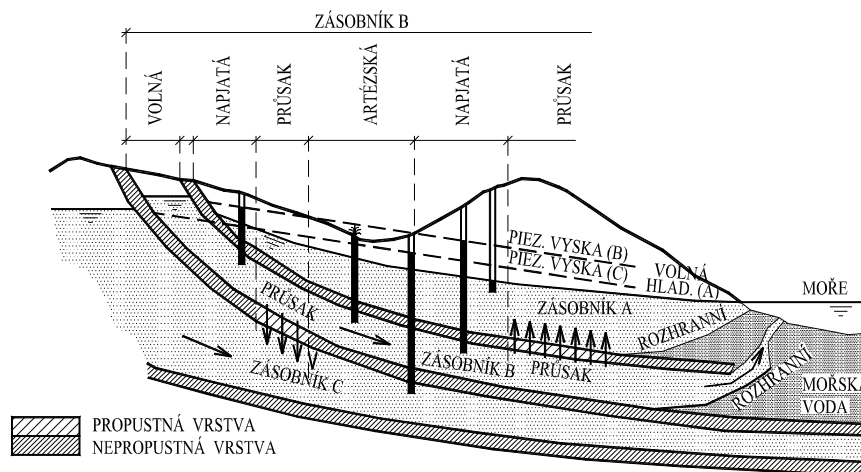 ZÁSOBNÍK B
VOLNÁ
NAPJATÁ
PRŮSAK
ARTÉZSKÁ
NAPJATÁ
PRŮSAK
PIEZ. VYSKA (B)
PIEZ. VYSKA (C)
VOLNÁ
HLAD. (A)
MOŘE
ZÁSOBNÍK A
ROZHRANNÍ
PRŮSAK
ZÁSOBNÍK B
PRŮSAK
ZÁSOBNÍK C
ROZHRANNÍ
MOŘSKÁ
VODA
PROPUSTNÁ VRSTVA
NEPROPUSTNÁ VRSTVA